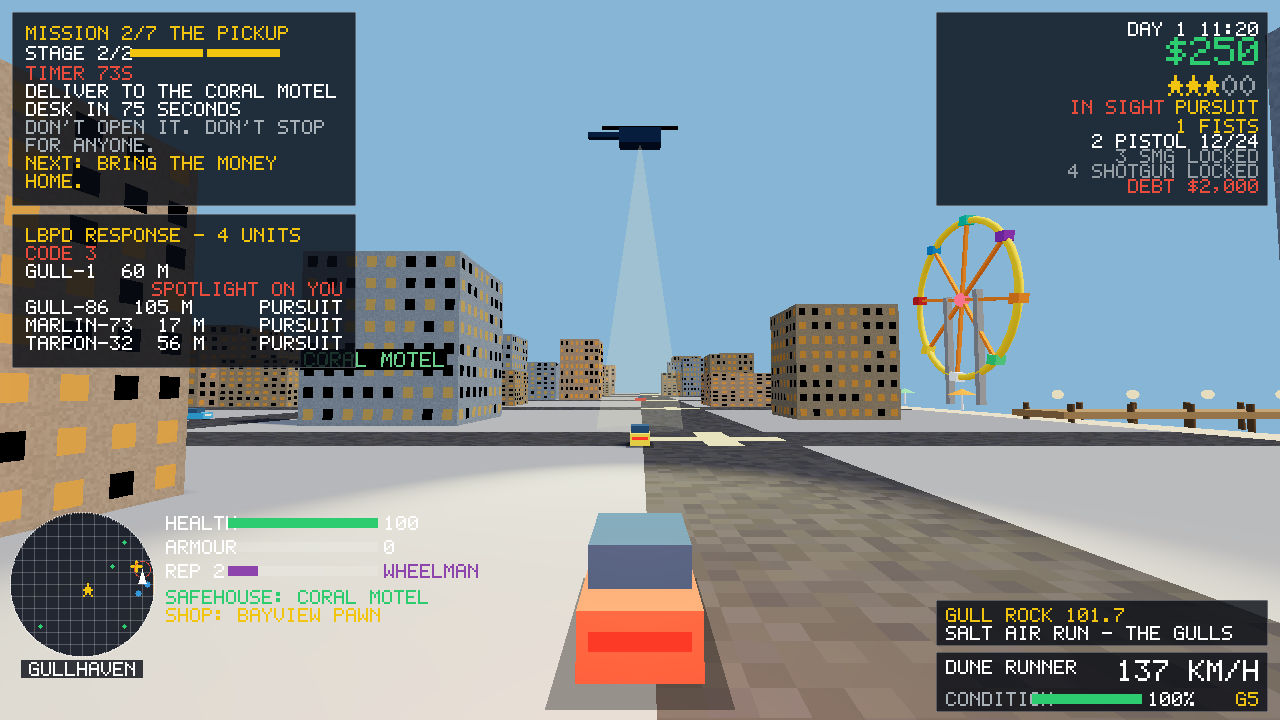 MISSION 2/7 THE PICKUP
STAGE 2/2
TIMER 73S
DELIVER TO THE CORAL MOTEL
DESK IN 75 SECONDS
DON'T OPEN IT. DON'T STOP
FOR ANYONE.
NEXT: BRING THE MONEY
HOME.
DAY 1 11:20
$250
IN SIGHT PURSUIT
1 FISTS
2 PISTOL 12/24
3 SMG LOCKED
4 SHOTGUN LOCKED
DEBT $2,000
LBPD RESPONSE - 4 UNITS
CODE 3
GULL-1 60 M
SPOTLIGHT ON YOU
GULL-86 105 M PURSUIT
MARLIN-73 17 M PURSUIT
TARPON-32 56 M PURSUIT
CORAL MOTEL
HEALTH 100
ARMOUR 0
REP 2 WHEELMAN
SAFEHOUSE: CORAL MOTEL
SHOP: BAYVIEW PAWN
GULLHAVEN
GULL ROCK 101.7
SALT AIR RUN - THE GULLS
DUNE RUNNER 137 KM/H
CONDITION 100% G5